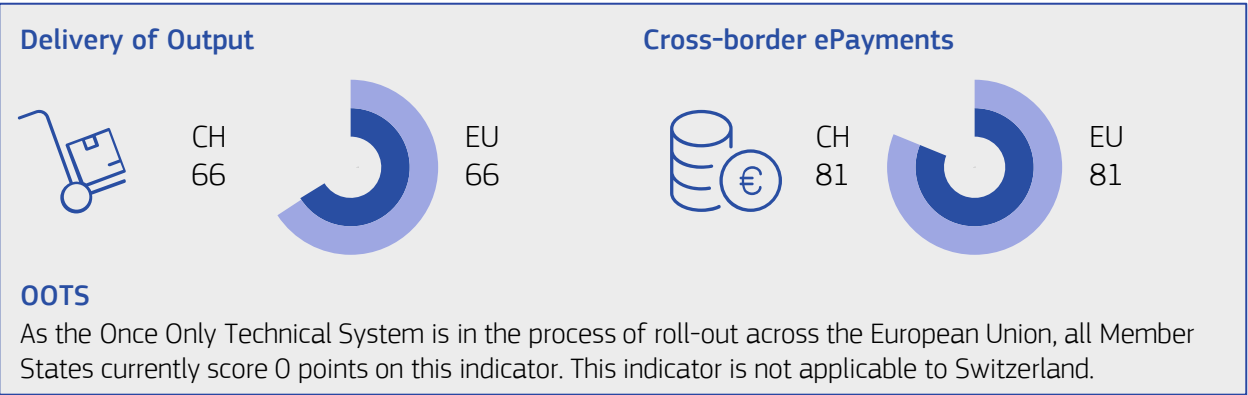 Delivery of Output
CH
66
EU
66
Cross-border ePayments
€
CH
81
EU
81
OOTS
As the Once Only Technical System is in the process of roll-out across the European Union, all Member
States currently score 0 points on this indicator. This indicator is not applicable to Switzerland.